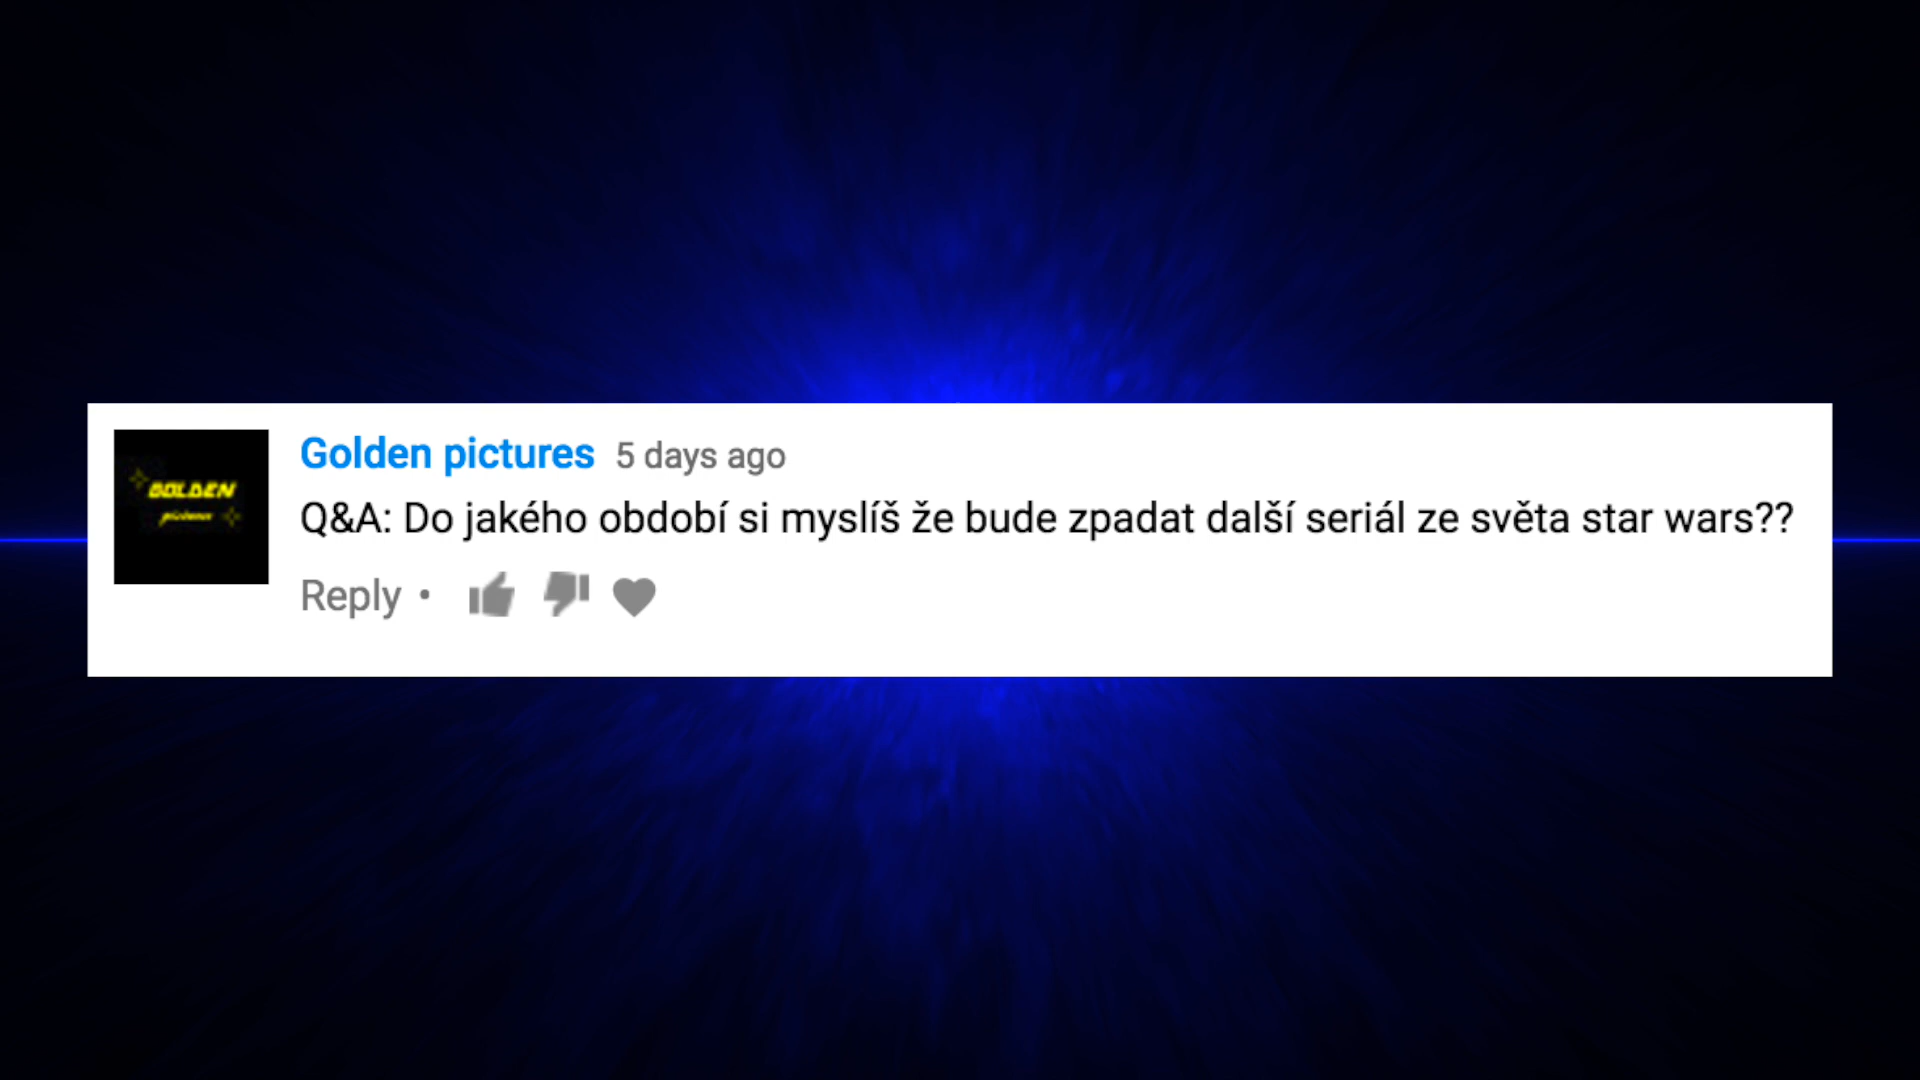 GOLDEN
pictures
Golden pictures 5 days ago
Q&A: Do jakého období si myslíš že bude zpadat další seriál ze světa star wars??
Reply •